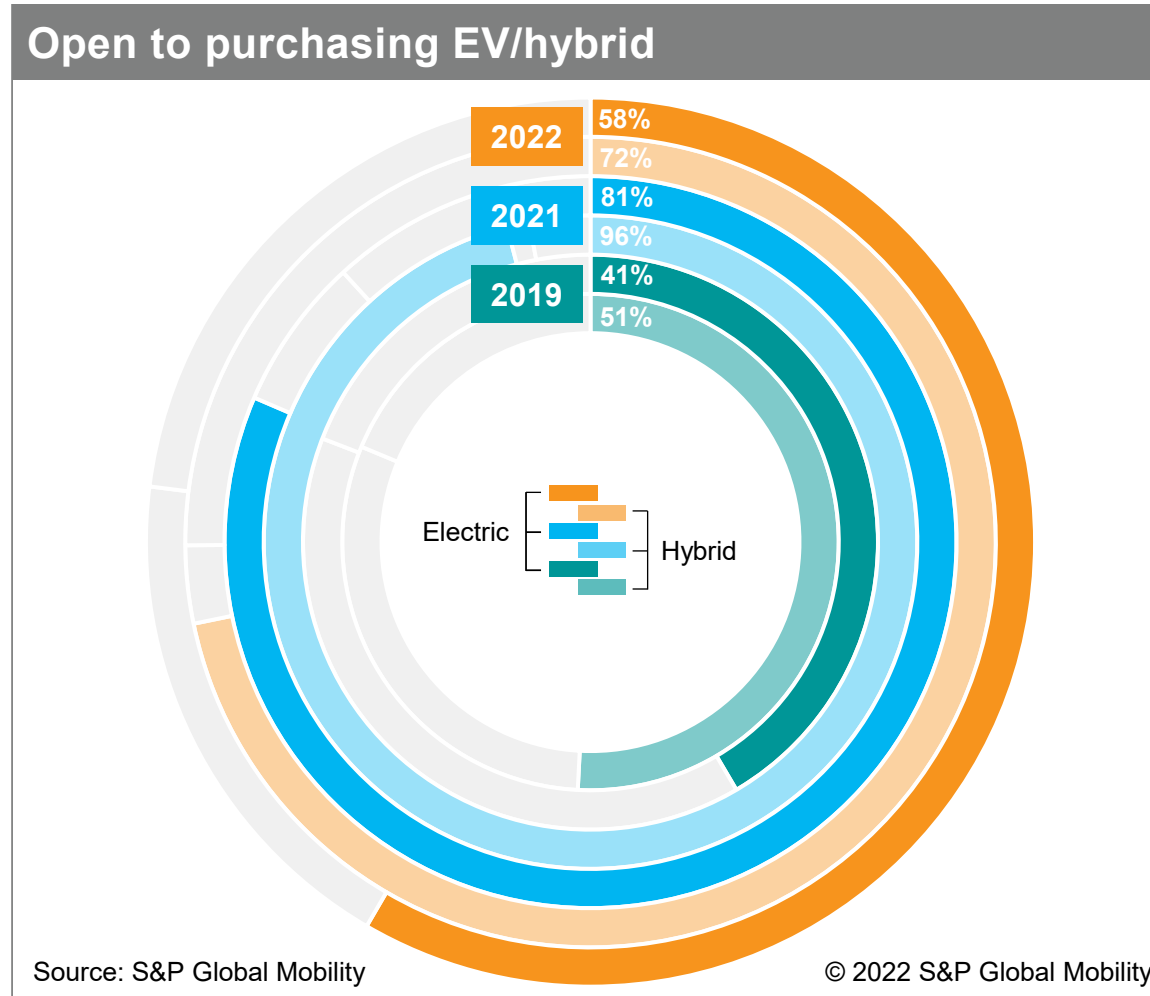 Open to purchasing EV/hybrid
2022
58%
72%
2021
81%
96%
2019
41%
51%
Electric
Hybrid
Source: S&P Global Mobility
© 2022 S&P Global Mobility